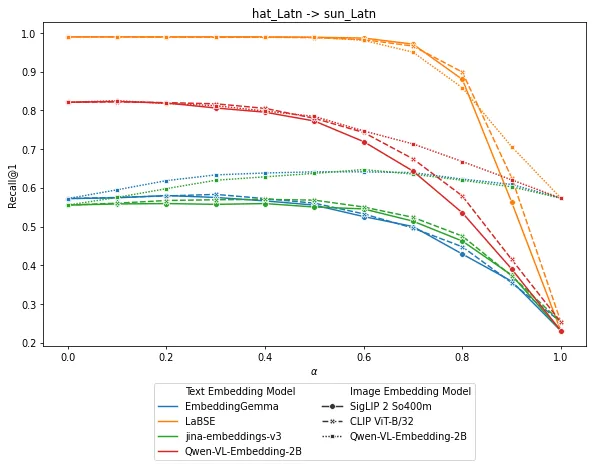 hat_Latn -> sun_Latn
Recall@1
1.0
0.9
0.8
0.7
0.6
0.5
0.4
0.3
0.2
0.0 0.2 0.4 0.6 0.8 1.0
α
Text Embedding Model Image Embedding Model
EmbeddingGemma SigLIP 2 So400m
LaBSE CLIP ViT-B/32
jina-embeddings-v3 Qwen-VL-Embedding-2B
Qwen-VL-Embedding-2B